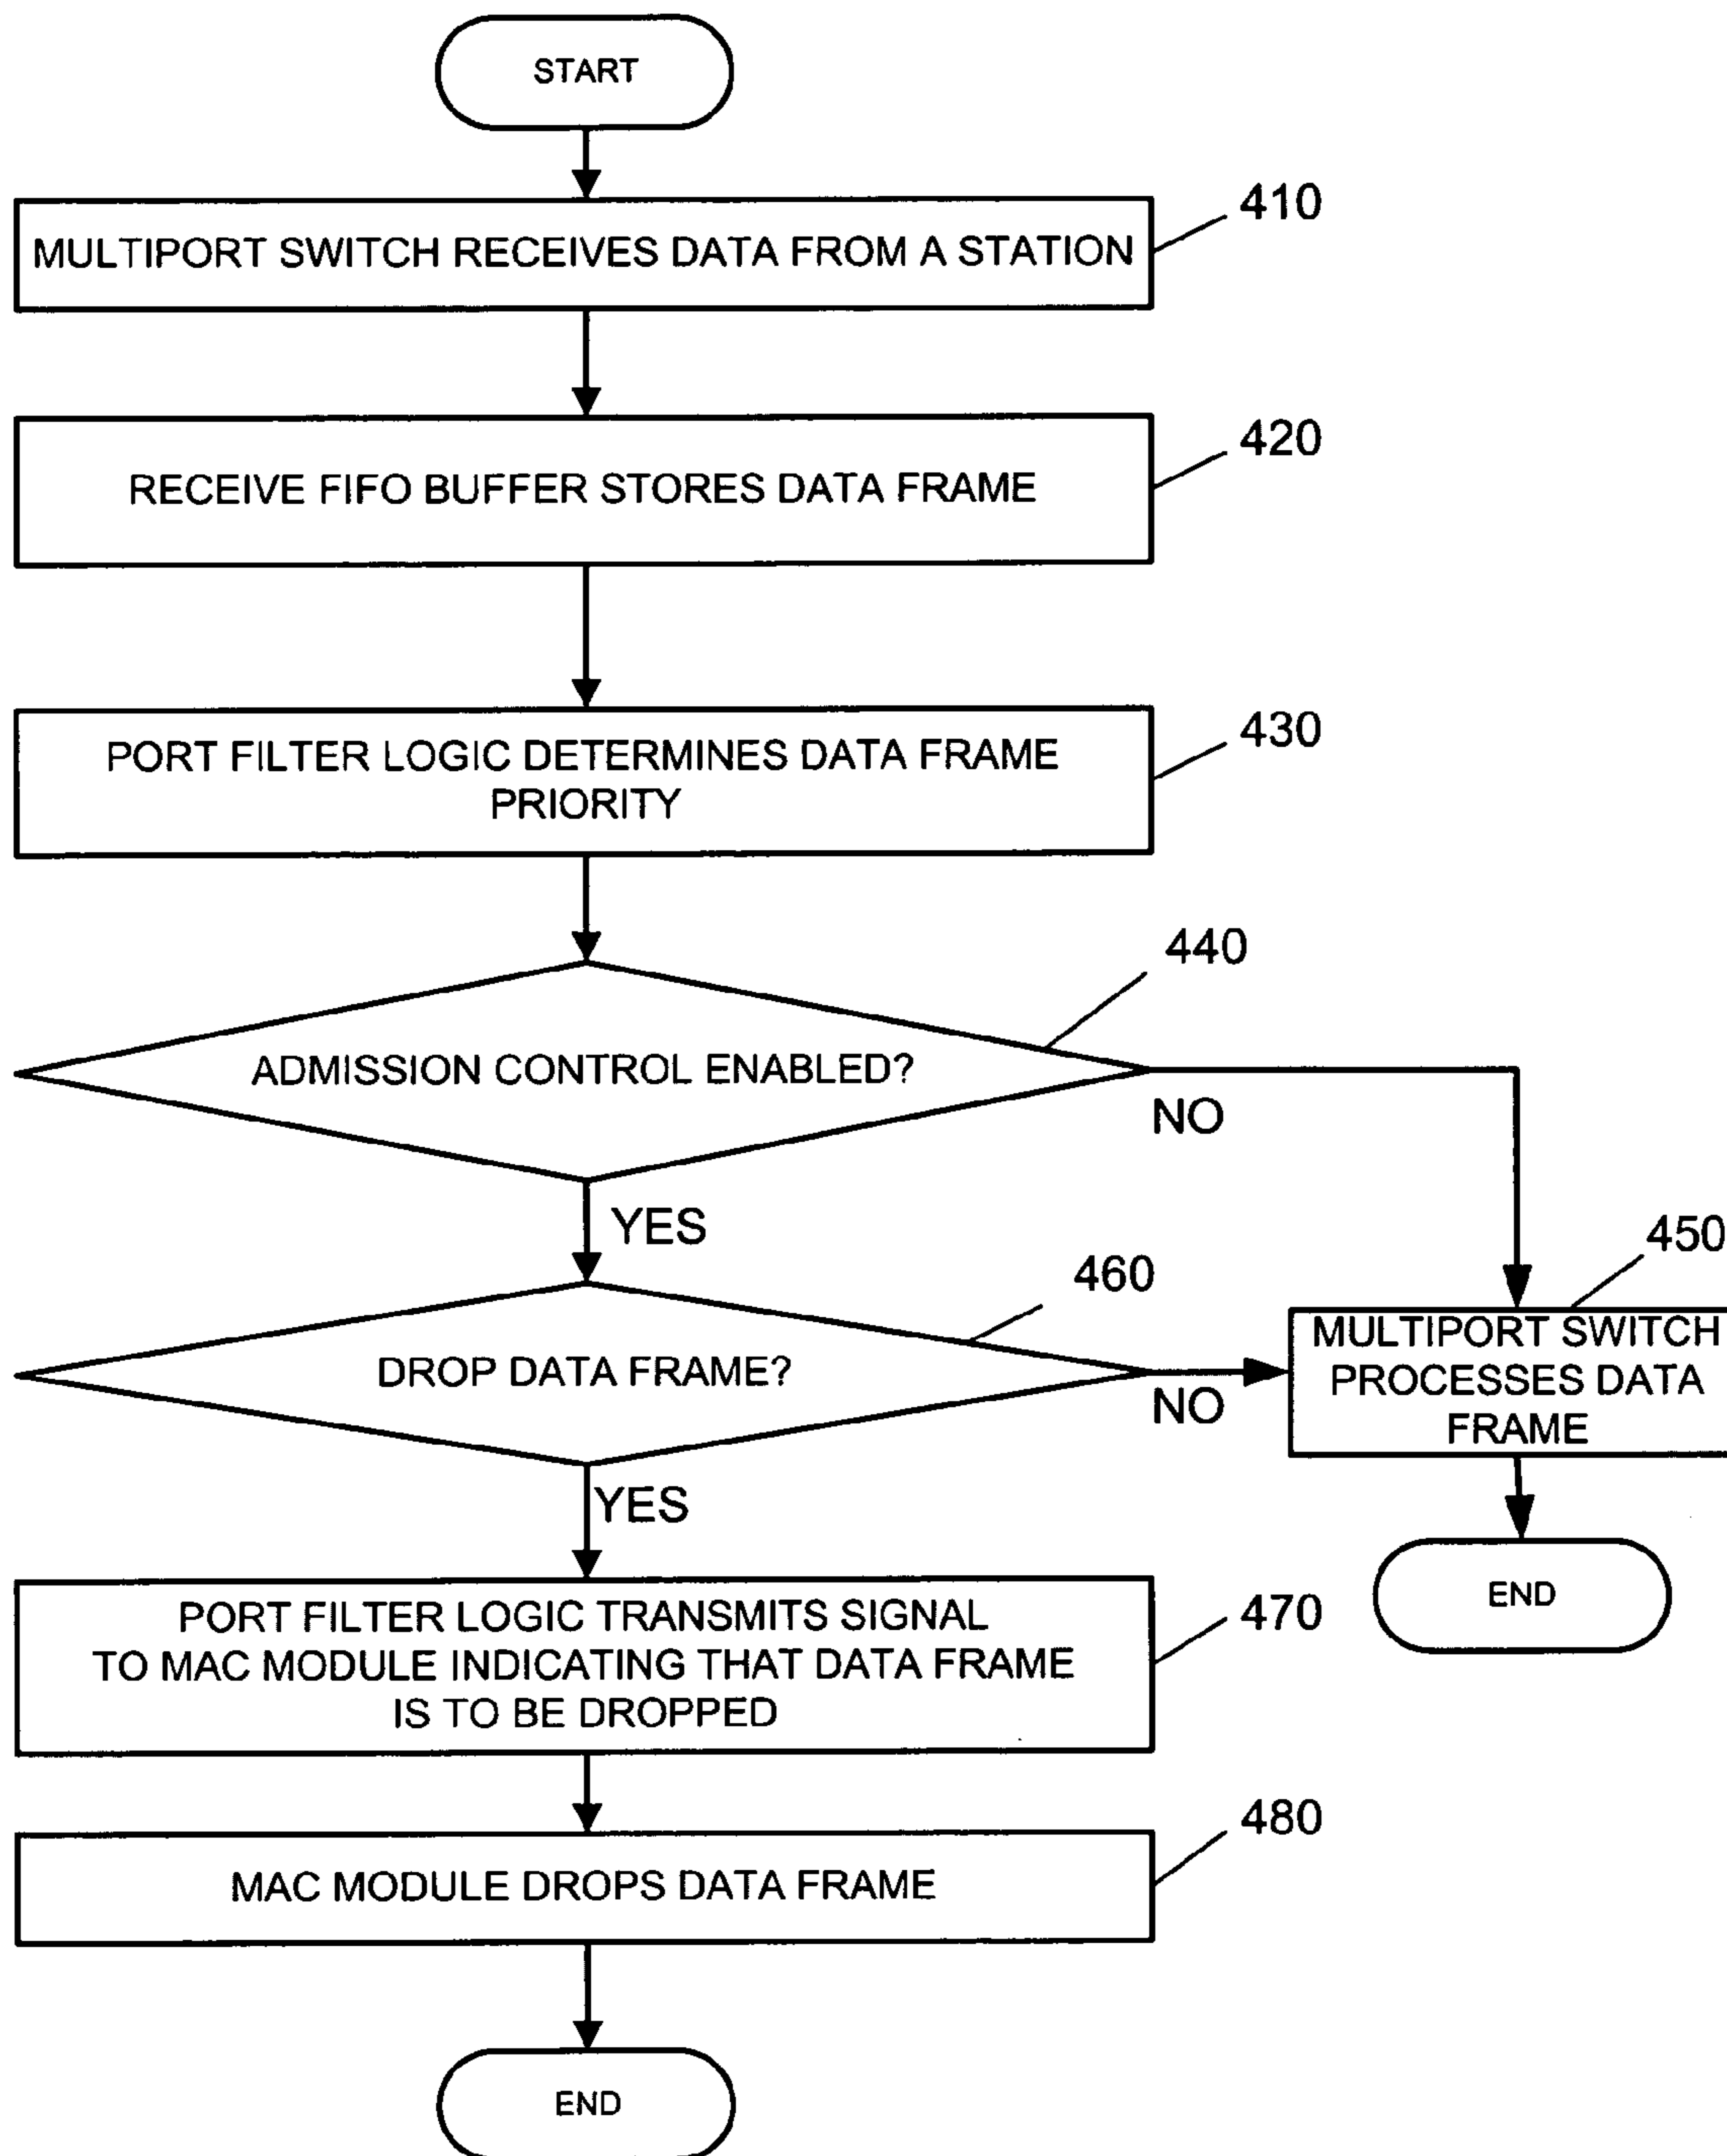 START
410
MULTIPORT SWITCH RECEIVES DATA FROM A STATION
420
RECEIVE FIFO BUFFER STORES DATA FRAME
430
PORT FILTER LOGIC DETERMINES DATA FRAME
PRIORITY
440
ADMISSION CONTROL ENABLED?
NO
YES
450
460
MULTIPORT SWITCH
PROCESSES DATA
FRAME
DROP DATA FRAME?
NO
YES
END
PORT FILTER LOGIC TRANSMITS SIGNAL
TO MAC MODULE INDICATING THAT DATA FRAME
IS TO BE DROPPED
470
480
MAC MODULE DROPS DATA FRAME
END